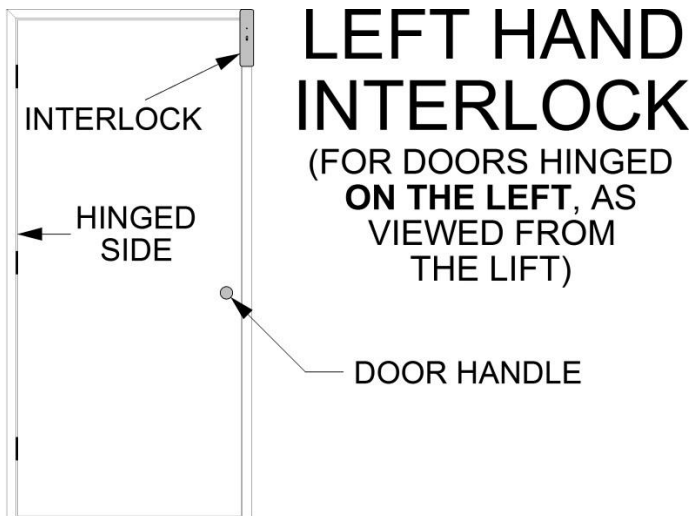 LEFT HAND
INTERLOCK
(FOR DOORS HINGED
ON THE LEFT, AS
VIEWED FROM
THE LIFT)
INTERLOCK
HINGED
SIDE
DOOR HANDLE